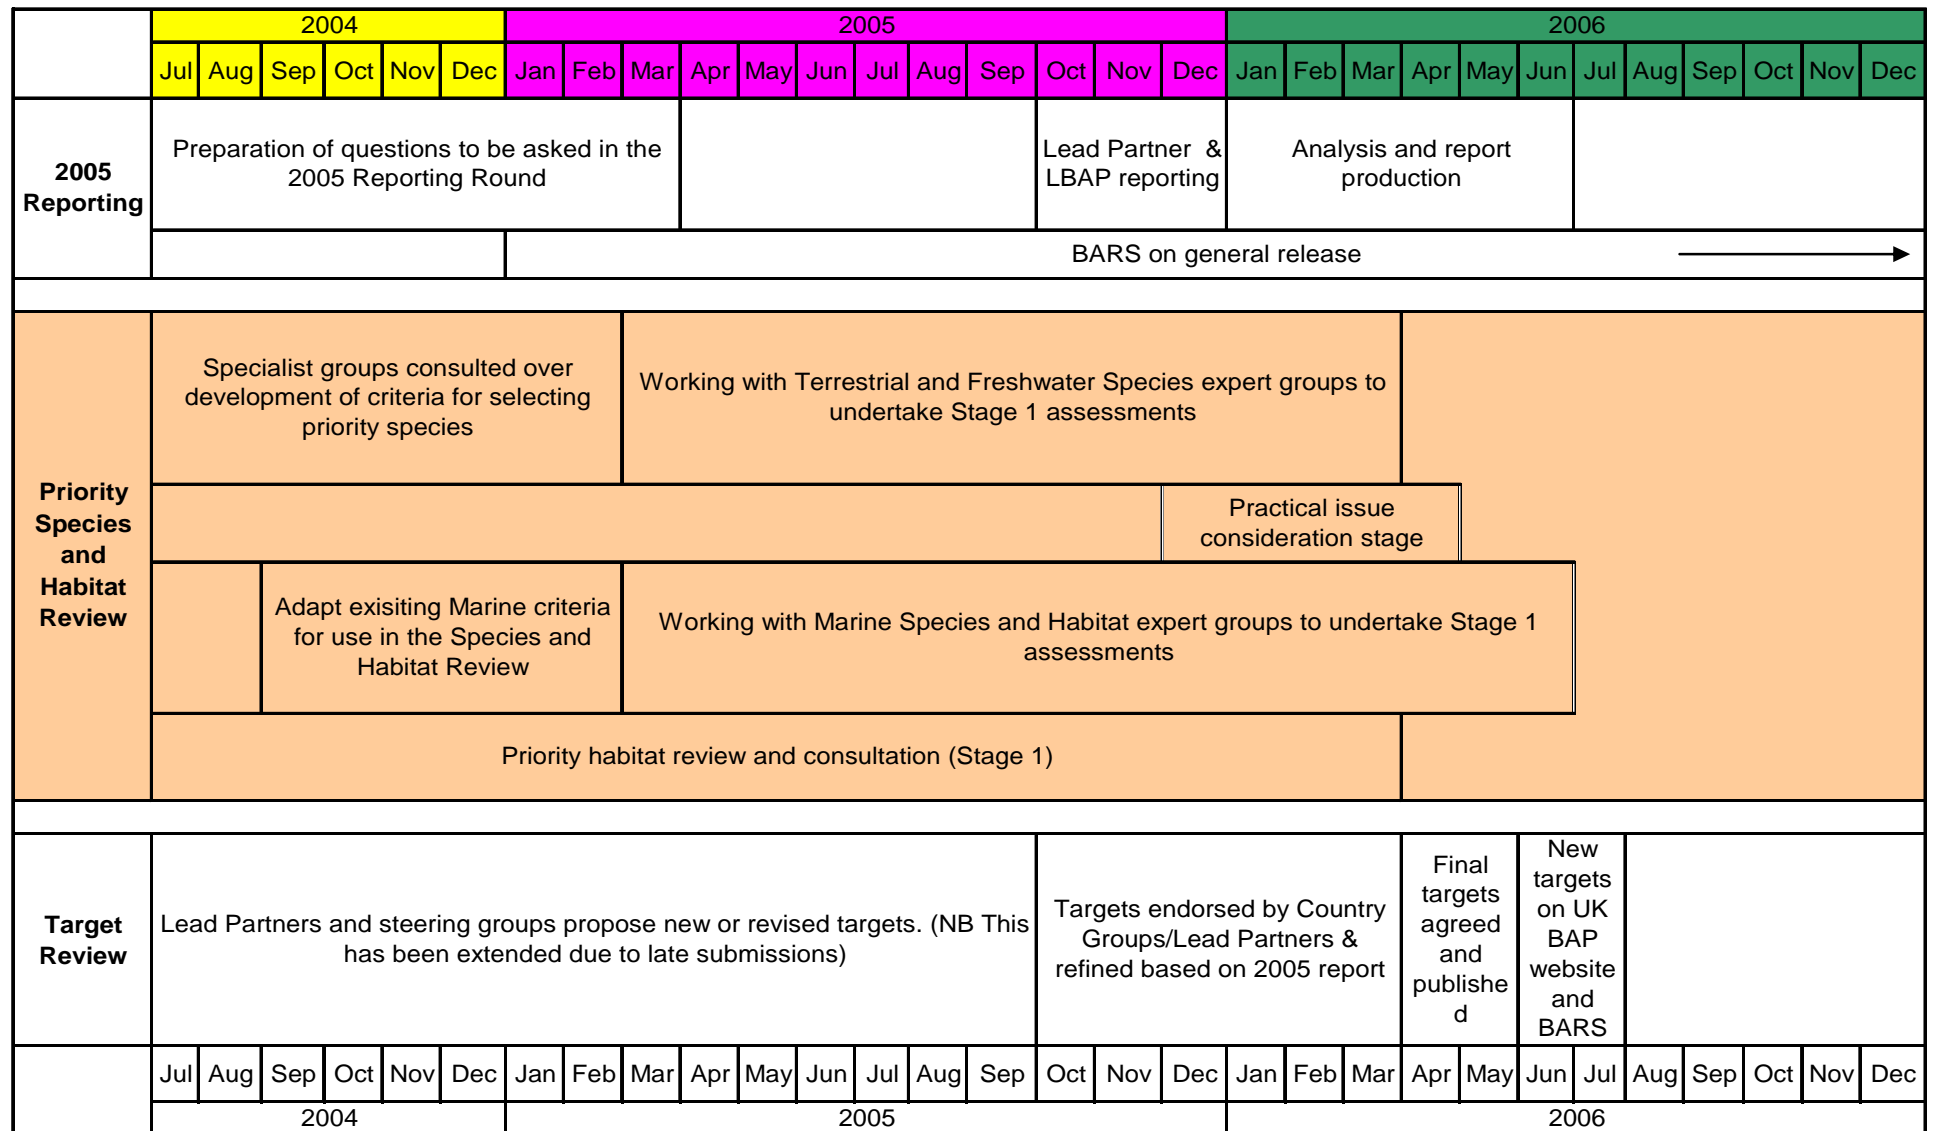 2004 2005 2006
Jul Aug Sep Oct Nov Dec Jan Feb Mar Apr May Jun Jul Aug Sep Oct Nov Dec Jan Feb Mar Apr May Jun Jul Aug Sep Oct Nov Dec
2005
Reporting
Preparation of questions to be asked in the
2005 Reporting Round
Lead Partner &
LBAP reporting
Analysis and report
production
BARS on general release
Priority
Species
and
Habitat
Review
Specialist groups consulted over
development of criteria for selecting
priority species
Working with Terrestrial and Freshwater Species expert groups to
undertake Stage 1 assessments
Practical issue
consideration stage
Adapt exisiting Marine criteria
for use in the Species and
Habitat Review
Working with Marine Species and Habitat expert groups to undertake Stage 1
assessments
Priority habitat review and consultation (Stage 1)
Target
Review
Lead Partners and steering groups propose new or revised targets. (NB This
has been extended due to late submissions)
Targets endorsed by Country
Groups/Lead Partners &
refined based on 2005 report
Final
targets
agreed
and
publishe
d
New
targets
on UK
BAP
website
and
BARS
Jul Aug Sep Oct Nov Dec Jan Feb Mar Apr May Jun Jul Aug Sep Oct Nov Dec Jan Feb Mar Apr May Jun Jul Aug Sep Oct Nov Dec
2004 2005 2006